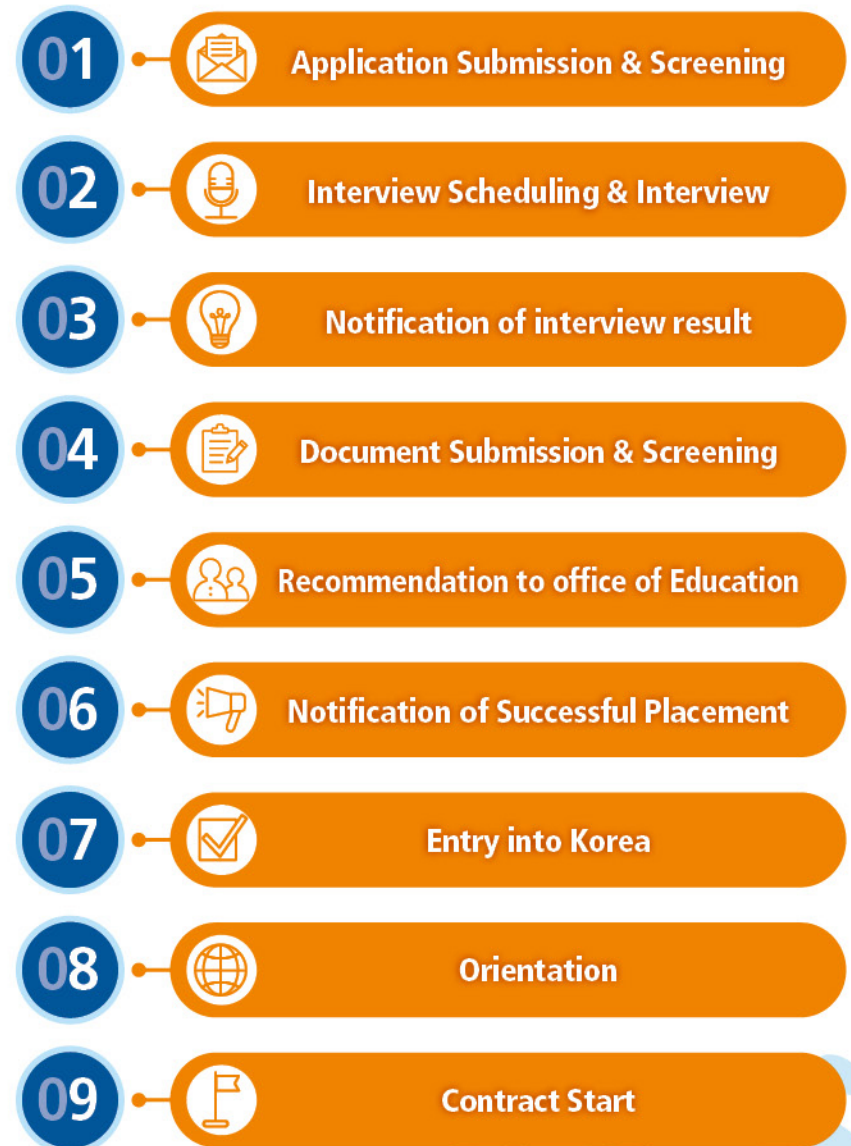 01 Application Submission & Screening
02 Interview Scheduling & Interview
03 Notification of interview result
04 Document Submission & Screening
05 Recommendation to office of Education
06 Notification of Successful Placement
07 Entry into Korea
08 Orientation
09 Contract Start